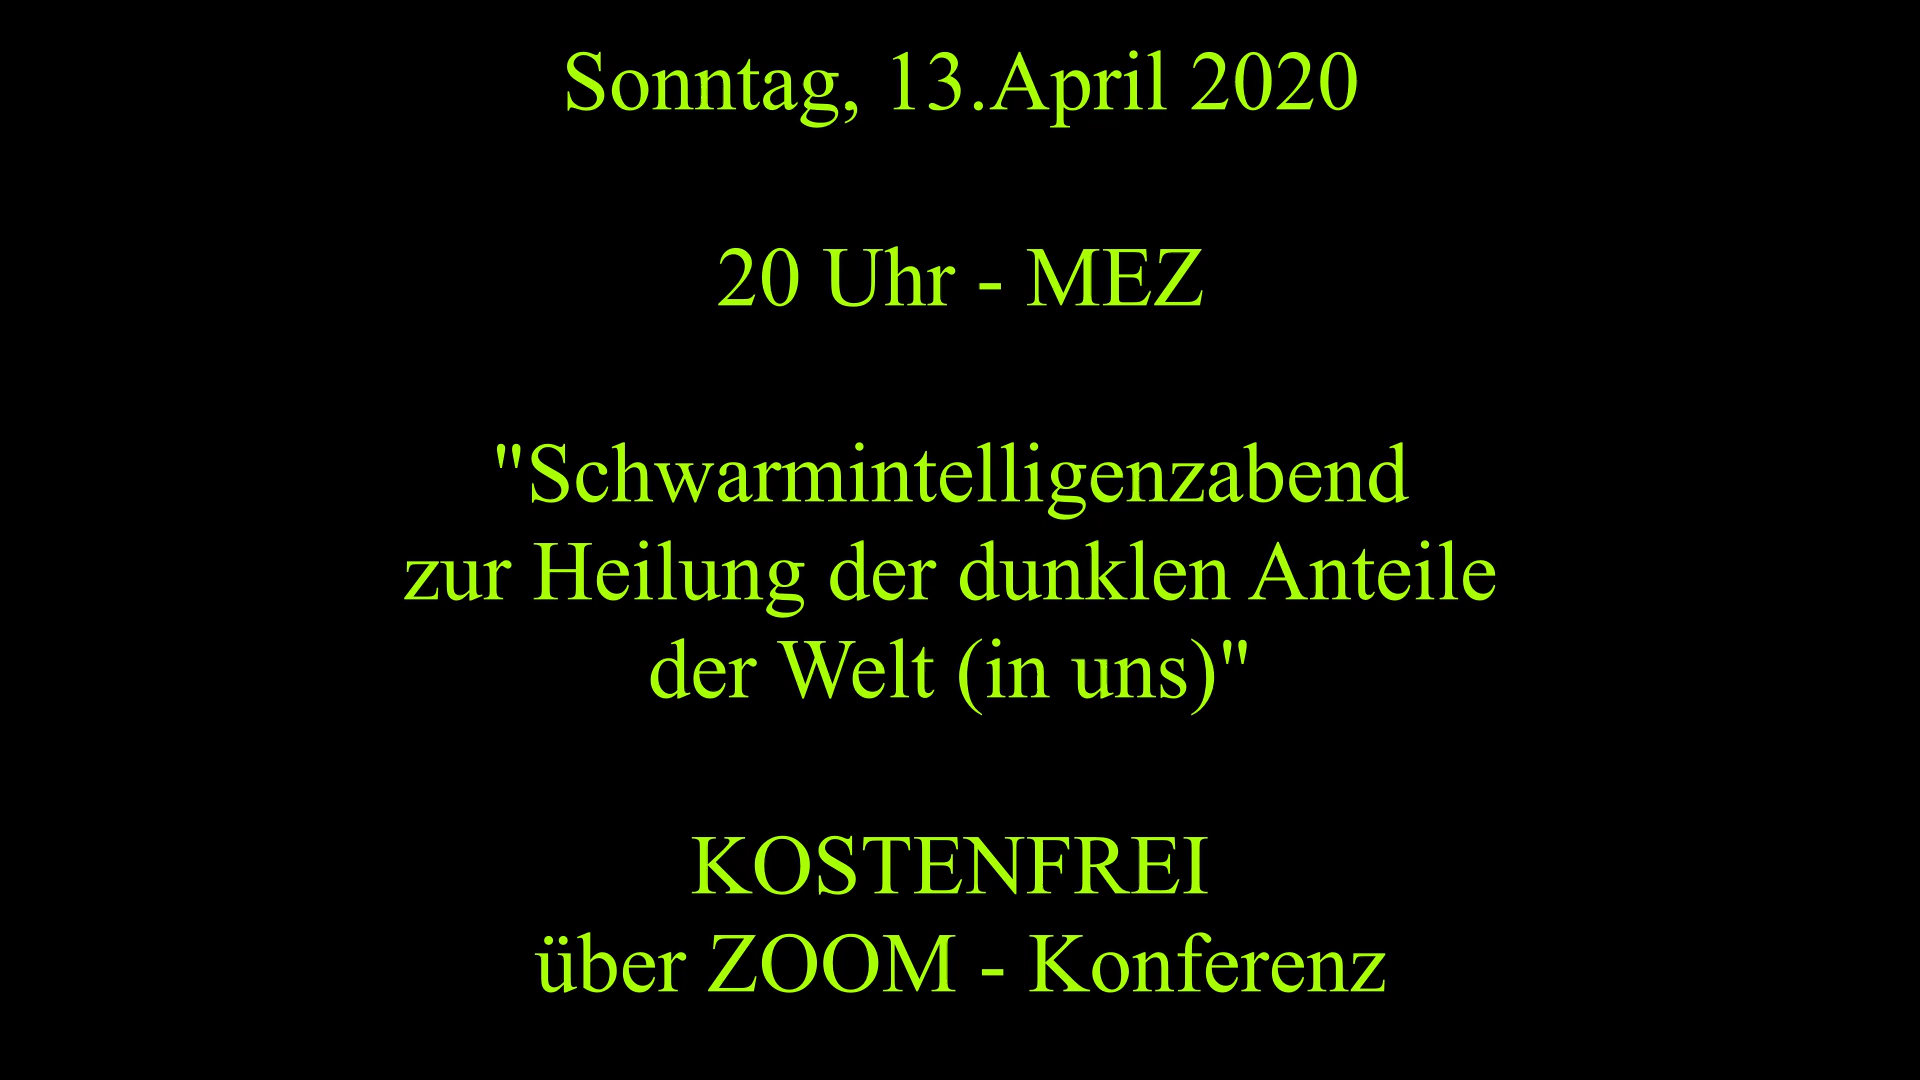 Sonntag, 13.April 2020
20 Uhr - MEZ
"Schwarmintelligenzabend
zur Heilung der dunklen Anteile
der Welt (in uns)"
KOSTENFREI
über ZOOM - Konferenz